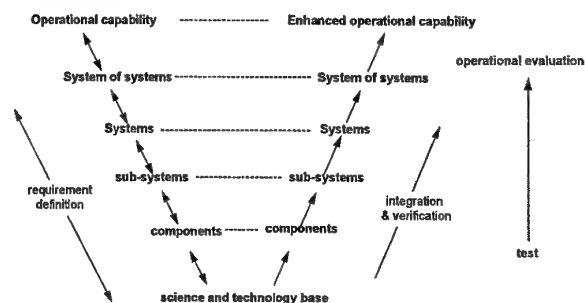 Operational capability
Enhanced operational capability
operational evaluation
System of systems
System of systems
Systems
Systems
sub-systems
sub-systems
requirement
definition
integration
& verification
components
components
test
science and technology base